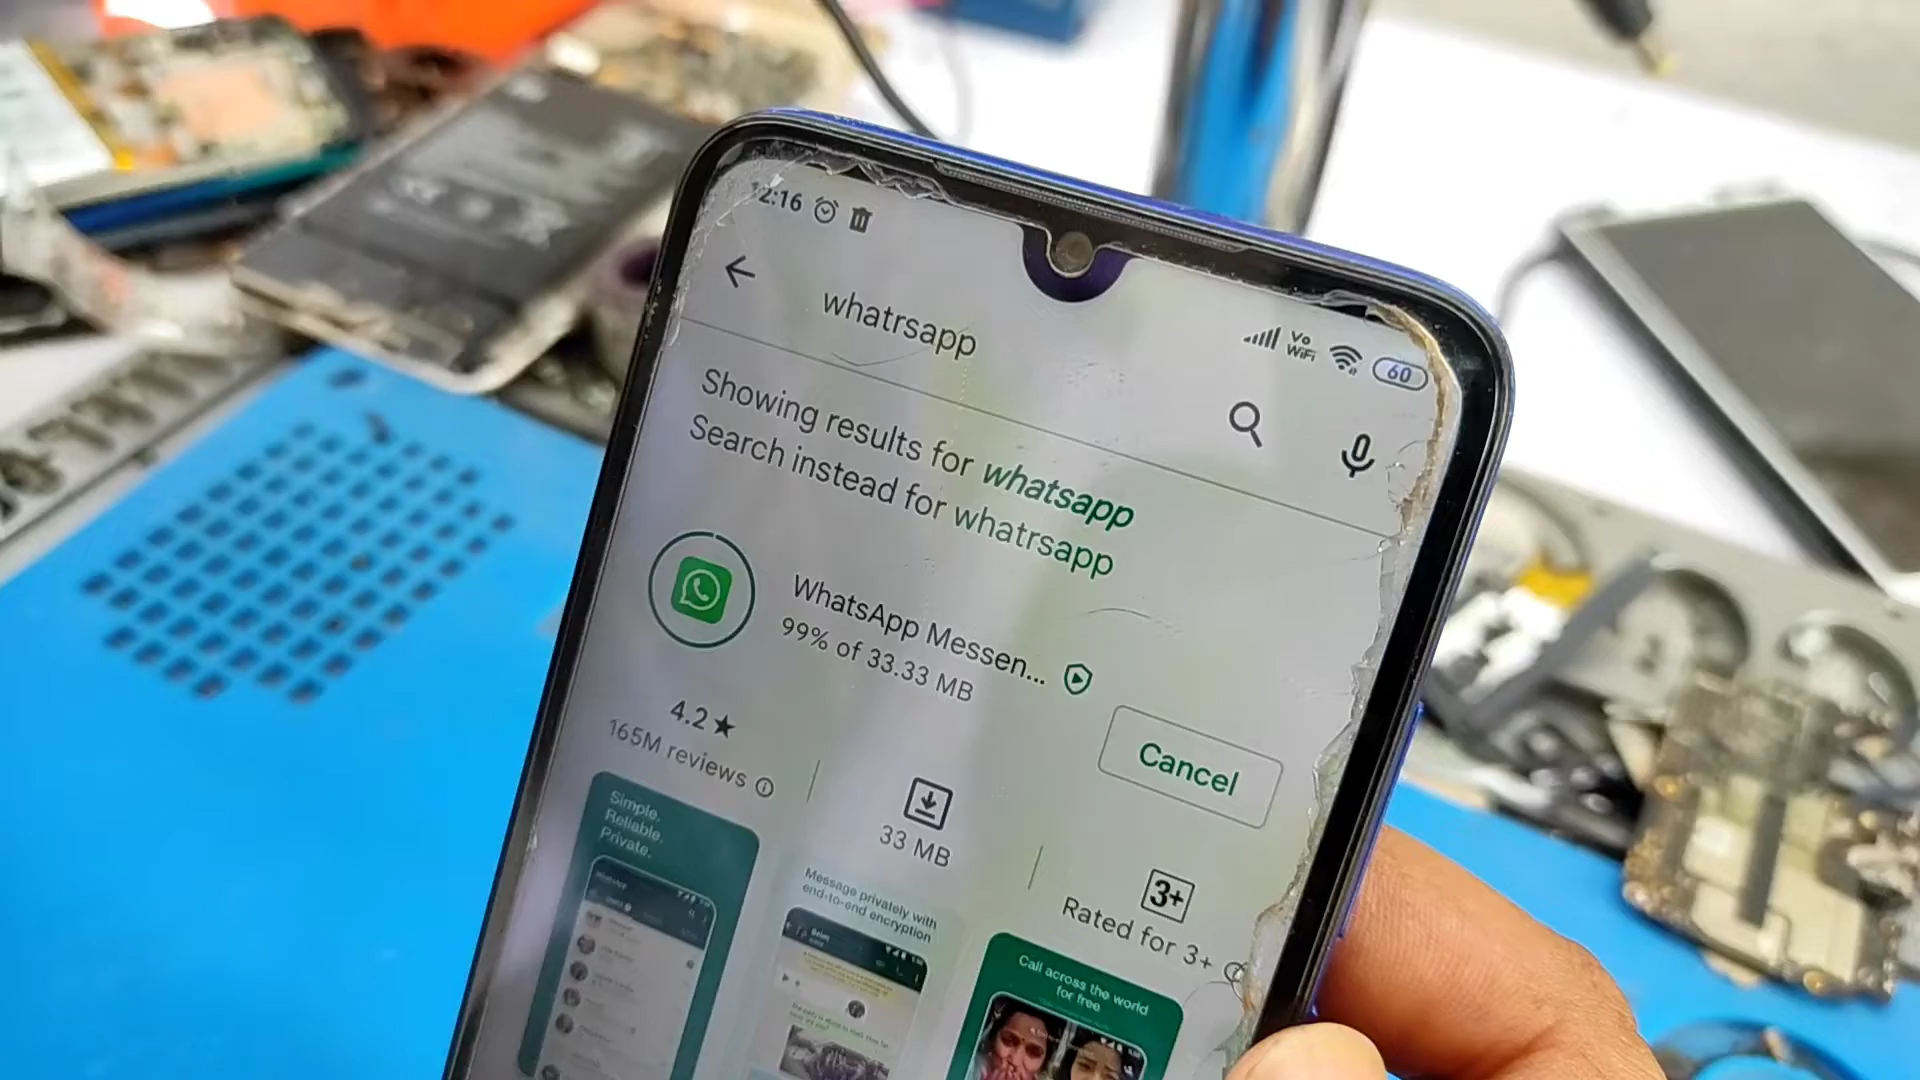 2:16
Vo
WiFi
60
whatrsapp
Showing results for whatsapp
Search instead for whatrsapp
WhatsApp Messen...
99% of 33.33 MB
Cancel
4.2★
165M reviews
33 MB
3+
Rated for 3+
Simple.
Reliable.
Private.
Message privately with
end-to-end encryption
Call across the world
for free